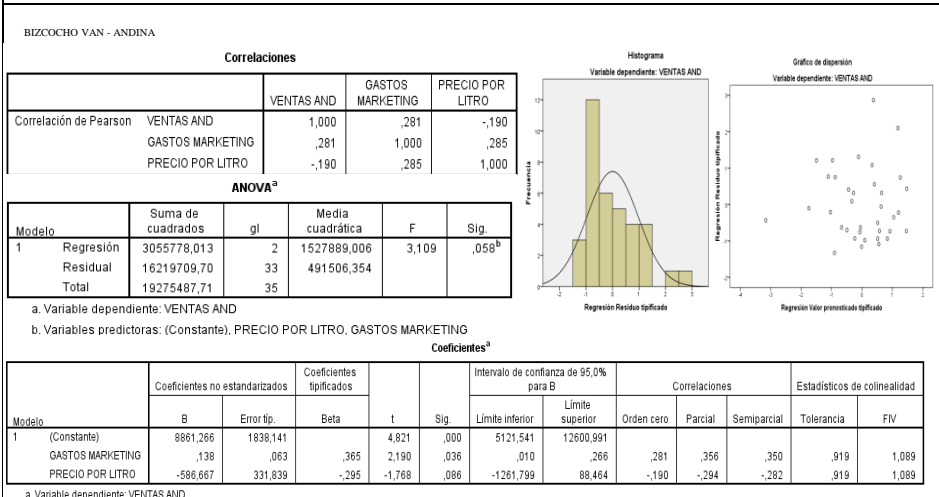 BIZCOCHO VAN - ANDINA
Correlaciones
VENTAS AND GASTOS MARKETING PRECIO POR LITRO
Correlación de Pearson VENTAS AND 1,000 ,281 -,190
GASTOS MARKETING ,281 1,000 ,285
PRECIO POR LITRO -,190 ,285 1,000
ANOVAa
Modelo Suma de cuadrados gl Media cuadrática F Sig.
1 Regresión 3055778,013 2 1527889,006 3,109 ,058b
Residual 16219709,70 33 491506,354
Total 19275487,71 35
a. Variable dependiente: VENTAS AND
b. Variables predictoras: (Constante), PRECIO POR LITRO, GASTOS MARKETING
Histograma
Variable dependiente: VENTAS AND
Frecuencia
Regresión Residuo tipificado
Gráfico de dispersión
Variable dependiente: VENTAS AND
Regresión Residuo tipificado
Regresión Valor pronosticado tipificado
Coeficientesa
Modelo Coeficientes no estandarizados Coeficientes tipificados t Sig. Intervalo de confianza de 95,0% para B Correlaciones Estadísticos de colinealidad
B Error típ. Beta Límite inferior Límite superior Orden cero Parcial Semiparcial Tolerancia FIV
1 (Constante) 8861,266 1838,141 4,821 ,000 5121,541 12600,991
GASTOS MARKETING ,138 ,063 ,365 2,190 ,036 ,010 ,266 ,281 ,356 ,350 ,919 1,089
PRECIO POR LITRO -586,667 331,839 -,295 -1,768 ,086 -1261,799 88,464 -,190 -,294 -,282 ,919 1,089
a. Variable dependiente: VENTAS AND